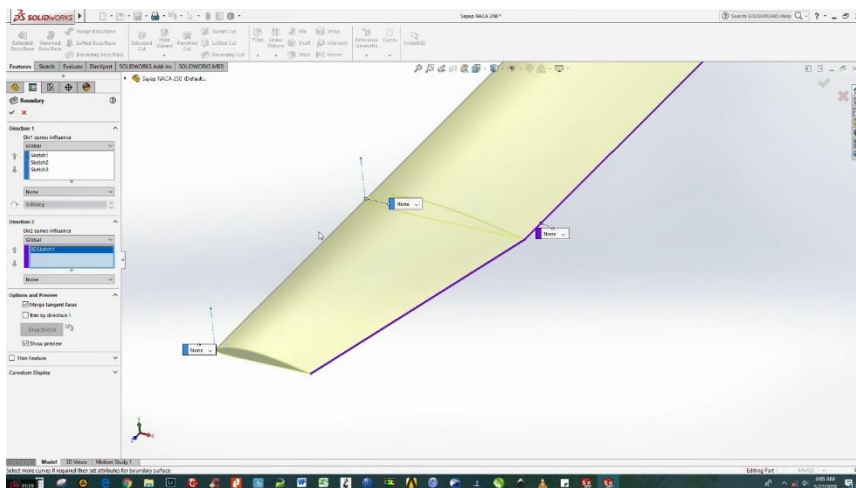 SOLIDWORKS
Sayap NACA 250 *
Search SOLIDWORKS Help
Swept Boss/Base
Swept Cut
Rib
Wrap
Extruded Boss/Base
Revolved Boss/Base
Lofted Boss/Base
Extruded Cut
Hole Wizard
Revolved Cut
Lofted Cut
Fillet
Linear Pattern
Draft
Intersect
Reference Geometry
Curves
Instant3D
Boundary Boss/Base
Boundary Cut
Shell
Mirror
Features
Sketch
Evaluate
DimXpert
SOLIDWORKS Add-Ins
SOLIDWORKS MBD
Sayap NACA 250 (Default..
Boundary
Direction 1
Dir1 curves influence
Global
Sketch1
Sketch2
Sketch3
None
0.00deg
Direction 2
Dir2 curves influence
Global
3DSketch1
None
Options and Preview
Merge tangent faces
Trim by direction 1
Drag Sketch
Show preview
Thin Feature
Curvature Display
None
None
None
Model
3D Views
Motion Study 1
Select more curves if required then set attributes for boundary surface
Editing Part
MMGS